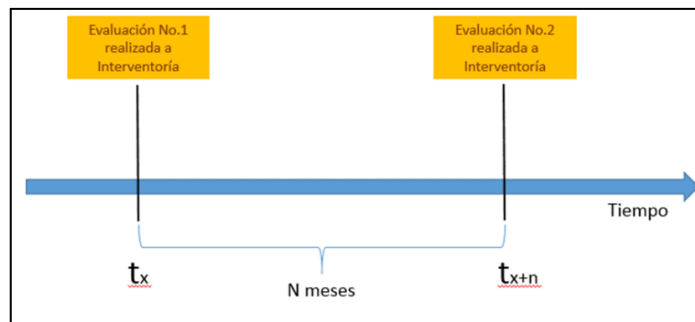 Evaluación No.1
realizada a
Interventoría
Evaluación No.2
realizada a
Interventoría
Tiempo
tx
N meses
tx+n